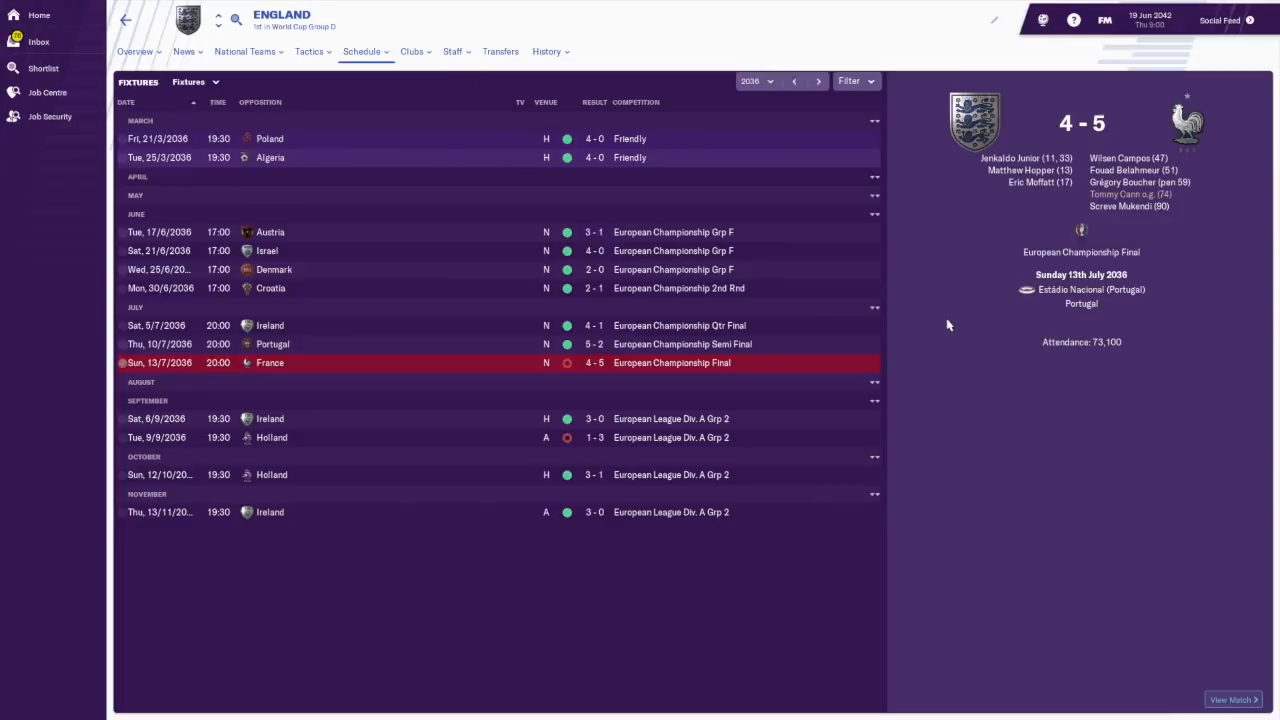 Home
Inbox
76
Shortlist
Job Centre
Job Security
ENGLAND
1st in World Cup Group D
FM
19 Jun 2042
Thu 9:00
Social Feed
Overview
News
National Teams
Tactics
Schedule
Clubs
Staff
Transfers
History
FIXTURES Fixtures 2036 Filter
DATE TIME OPPOSITION TV VENUE RESULT COMPETITION
MARCH
Fri, 21/3/2036 19:30 Poland H 4 - 0 Friendly
Tue, 25/3/2036 19:30 Algeria H 4 - 0 Friendly
APRIL
MAY
JUNE
Tue, 17/6/2036 17:00 Austria N 3 - 1 European Championship Grp F
Sat, 21/6/2036 17:00 Israel N 4 - 0 European Championship Grp F
Wed, 25/6/20... 17:00 Denmark N 2 - 0 European Championship Grp F
Mon, 30/6/2036 17:00 Croatia N 2 - 1 European Championship 2nd Rnd
JULY
Sat, 5/7/2036 20:00 Ireland N 4 - 1 European Championship Qtr Final
Thu, 10/7/2036 20:00 Portugal N 5 - 2 European Championship Semi Final
Sun, 13/7/2036 20:00 France N 4 - 5 European Championship Final
AUGUST
SEPTEMBER
Sat, 6/9/2036 19:30 Ireland H 3 - 0 European League Div. A Grp 2
Tue, 9/9/2036 19:30 Holland A 1 - 3 European League Div. A Grp 2
OCTOBER
Sun, 12/10/20... 19:30 Holland H 3 - 1 European League Div. A Grp 2
NOVEMBER
Thu, 13/11/20... 19:30 Ireland A 3 - 0 European League Div. A Grp 2
4 - 5
Jenkaldo Junior (11, 33) Wilsen Campos (47)
Matthew Hopper (13) Fouad Belahmeur (51)
Eric Moffatt (17) Grégory Boucher (pen 59)
Tommy Cann o.g. (74)
Screve Mukendi (90)
European Championship Final
Sunday 13th July 2036
Estádio Nacional (Portugal)
Portugal
Attendance: 73,100
View Match